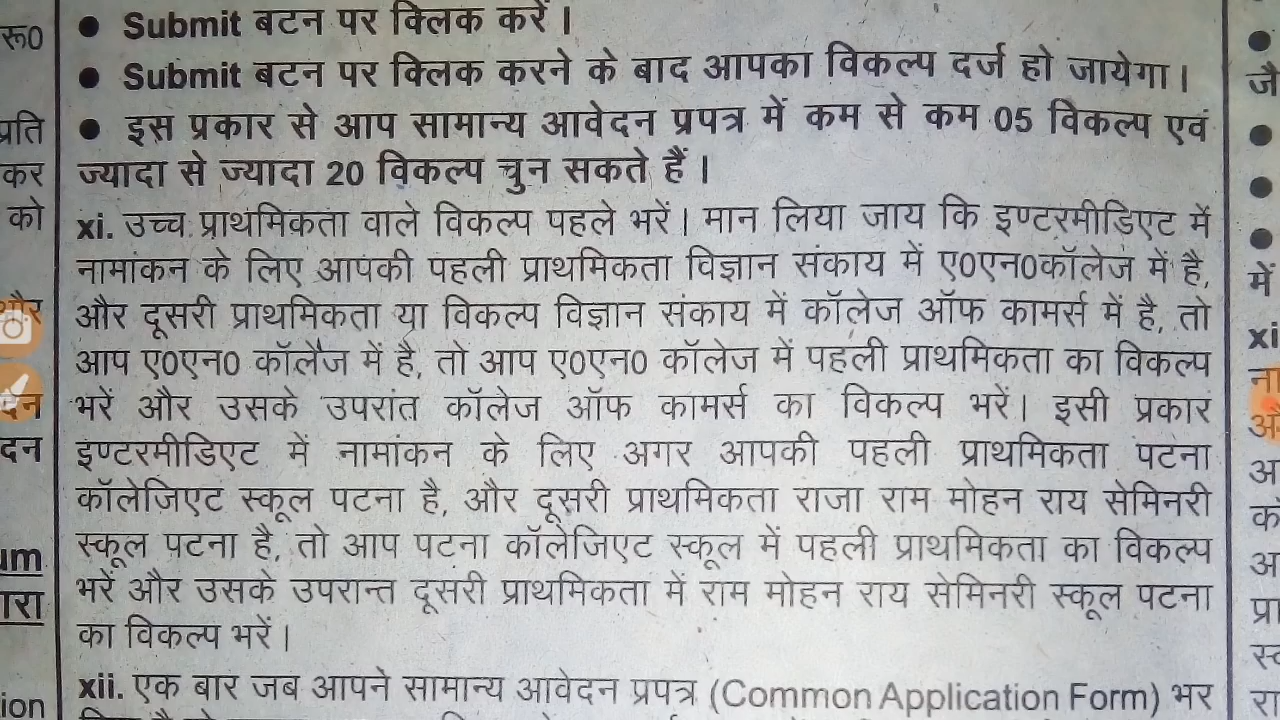 ● Submit बटन पर क्लिक करें।
● Submit बटन पर क्लिक करने के बाद आपका विकल्प दर्ज हो जायेगा।
● इस प्रकार से आप सामान्य आवेदन प्रपत्र में कम से कम 05 विकल्प एवं
ज्यादा से ज्यादा 20 विकल्प चुन सकते हैं।
xi. उच्च प्राथमिकता वाले विकल्प पहले भरें। मान लिया जाय कि इण्टरमीडिएट में
नामांकन के लिए आपकी पहली प्राथमिकता विज्ञान संकाय में ए0एन0कॉलेज में है,
और दूसरी प्राथमिकता या विकल्प विज्ञान संकाय में कॉलेज ऑफ कामर्स में है, तो
आप ए0एन0 कॉलेज में है, तो आप ए0एन0 कॉलेज में पहली प्राथमिकता का विकल्प
भरें और उसके उपरांत कॉलेज ऑफ कामर्स का विकल्प भरें। इसी प्रकार
इण्टरमीडिएट में नामांकन के लिए अगर आपकी पहली प्राथमिकता पटना
कॉलेजिएट स्कूल पटना है, और दूसरी प्राथमिकता राजा राम मोहन राय सेमिनरी
स्कूल पटना है, तो आप पटना कॉलेजिएट स्कूल में पहली प्राथमिकता का विकल्प
भरें और उसके उपरान्त दूसरी प्राथमिकता में राम मोहन राय सेमिनरी स्कूल पटना
का विकल्प भरें।
xii. एक बार जब आपने सामान्य आवेदन प्रपत्र (Common Application Form) भर